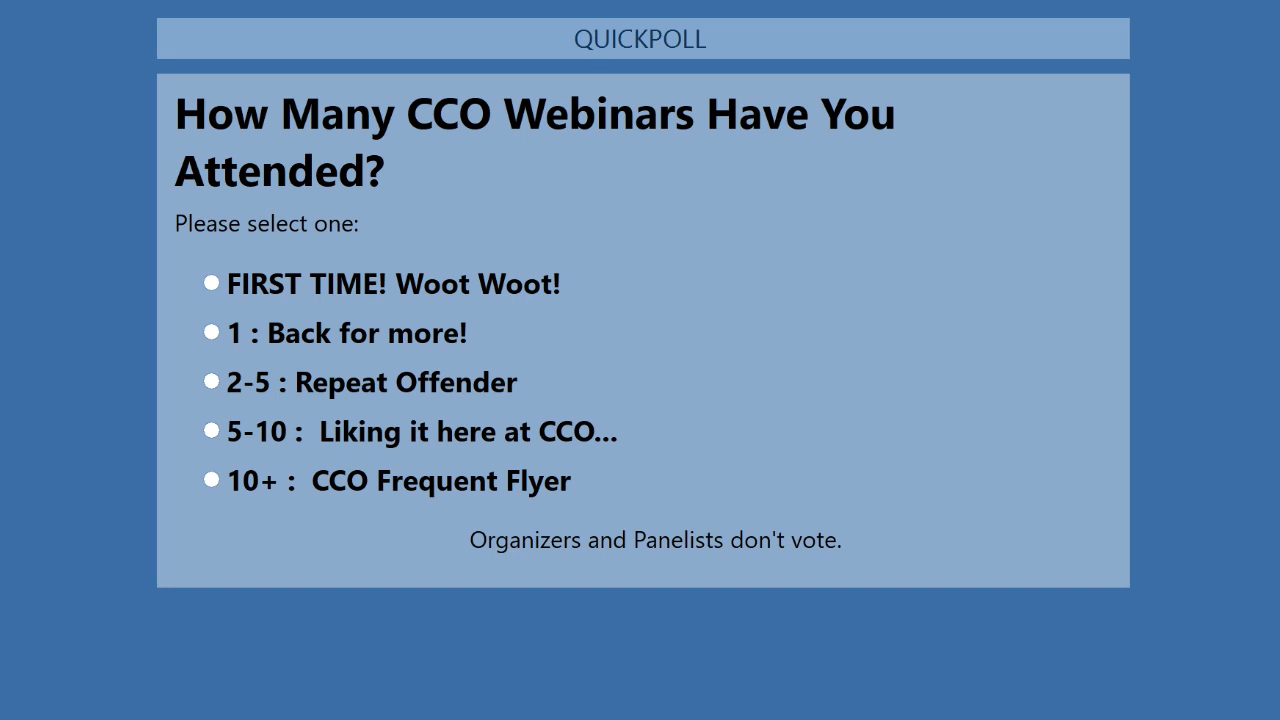 QUICKPOLL
How Many CCO Webinars Have You
Attended?
Please select one:
FIRST TIME! Woot Woot!
1 : Back for more!
2-5 : Repeat Offender
5-10 :  Liking it here at CCO...
10+ :  CCO Frequent Flyer
Organizers and Panelists don't vote.